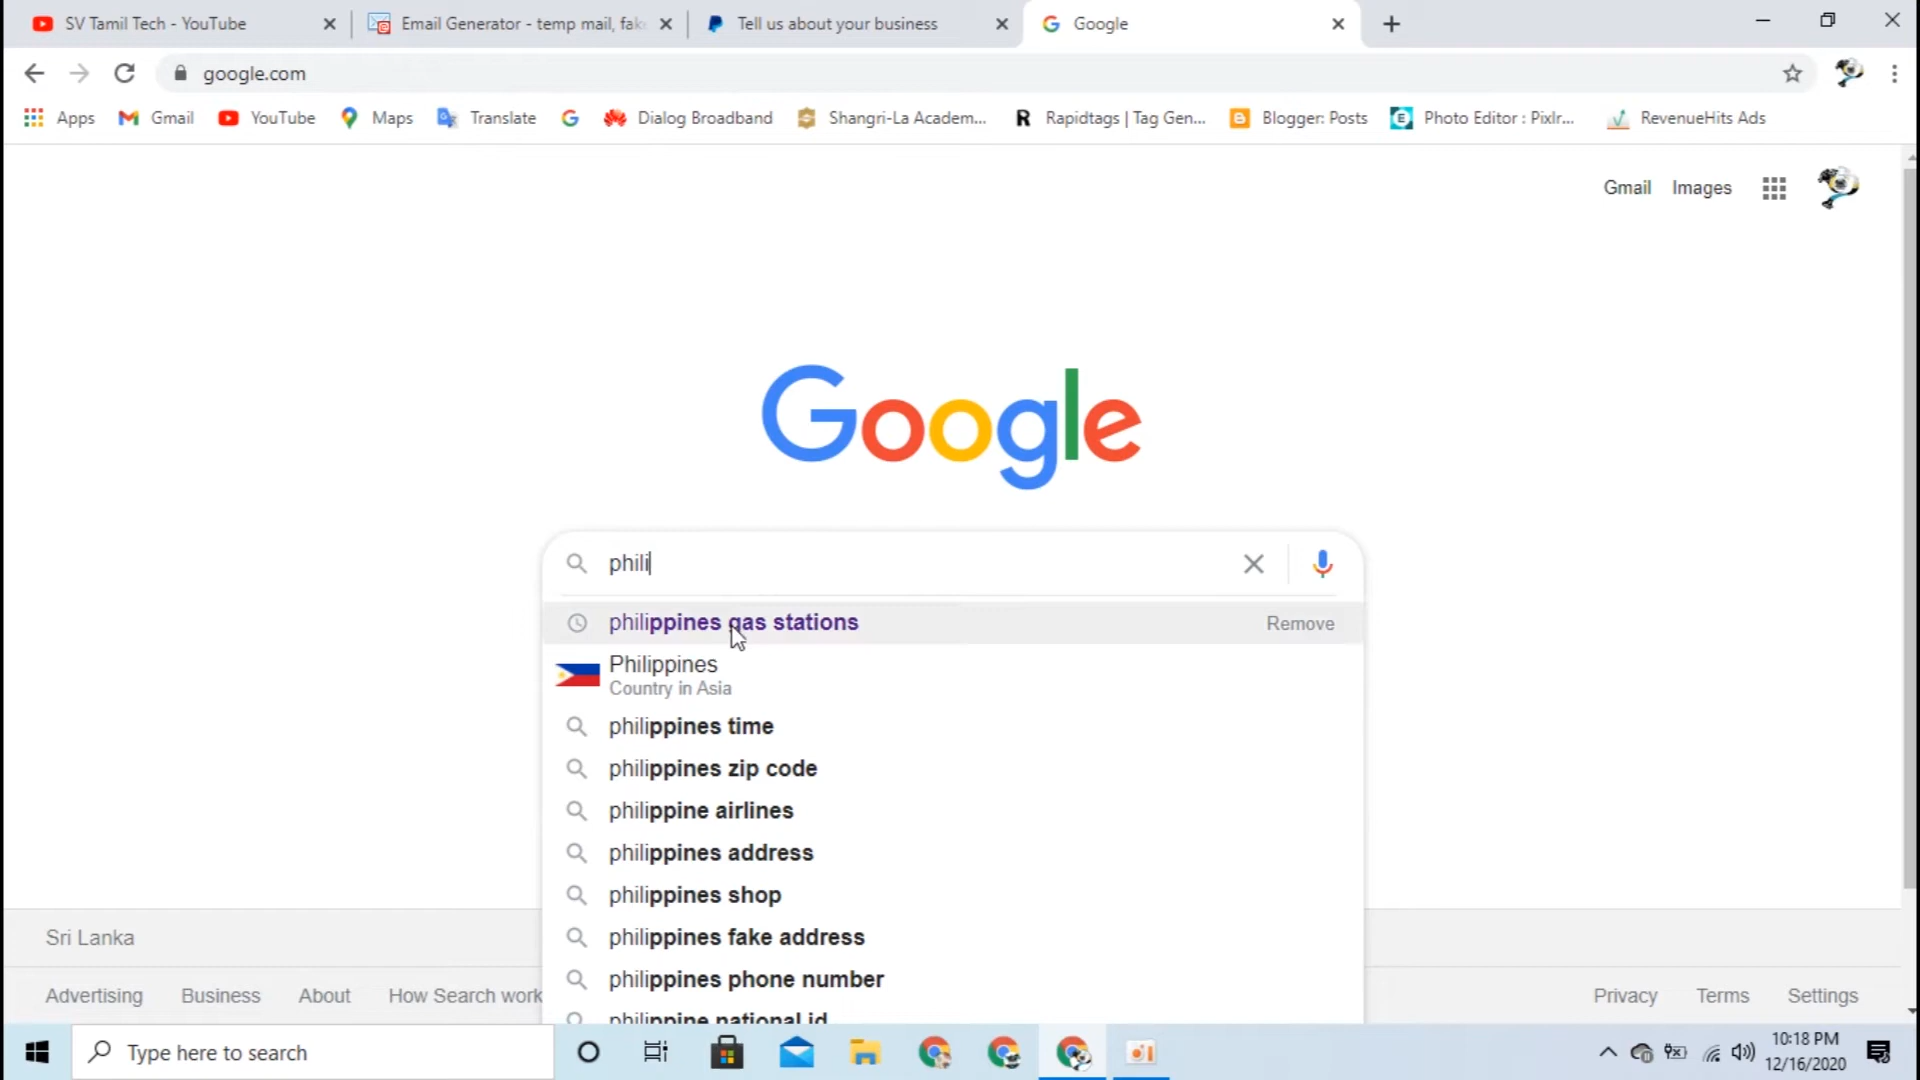 SV Tamil Tech - YouTube
Email Generator - temp mail, fake
Tell us about your business
Google
google.com
Apps
Gmail
YouTube
Maps
Translate
Dialog Broadband
Shangri-La Academ...
Rapidtags | Tag Gen...
Blogger: Posts
Photo Editor : Pixlr...
RevenueHits Ads
Gmail Images
Google
phili
philippines gas stations
Remove
Philippines
Country in Asia
philippines time
philippines zip code
philippine airlines
philippines address
philippines shop
philippines fake address
philippines phone number
philippine national id
Sri Lanka
Advertising Business About How Search work
Privacy Terms Settings
Type here to search
10:18 PM
12/16/2020